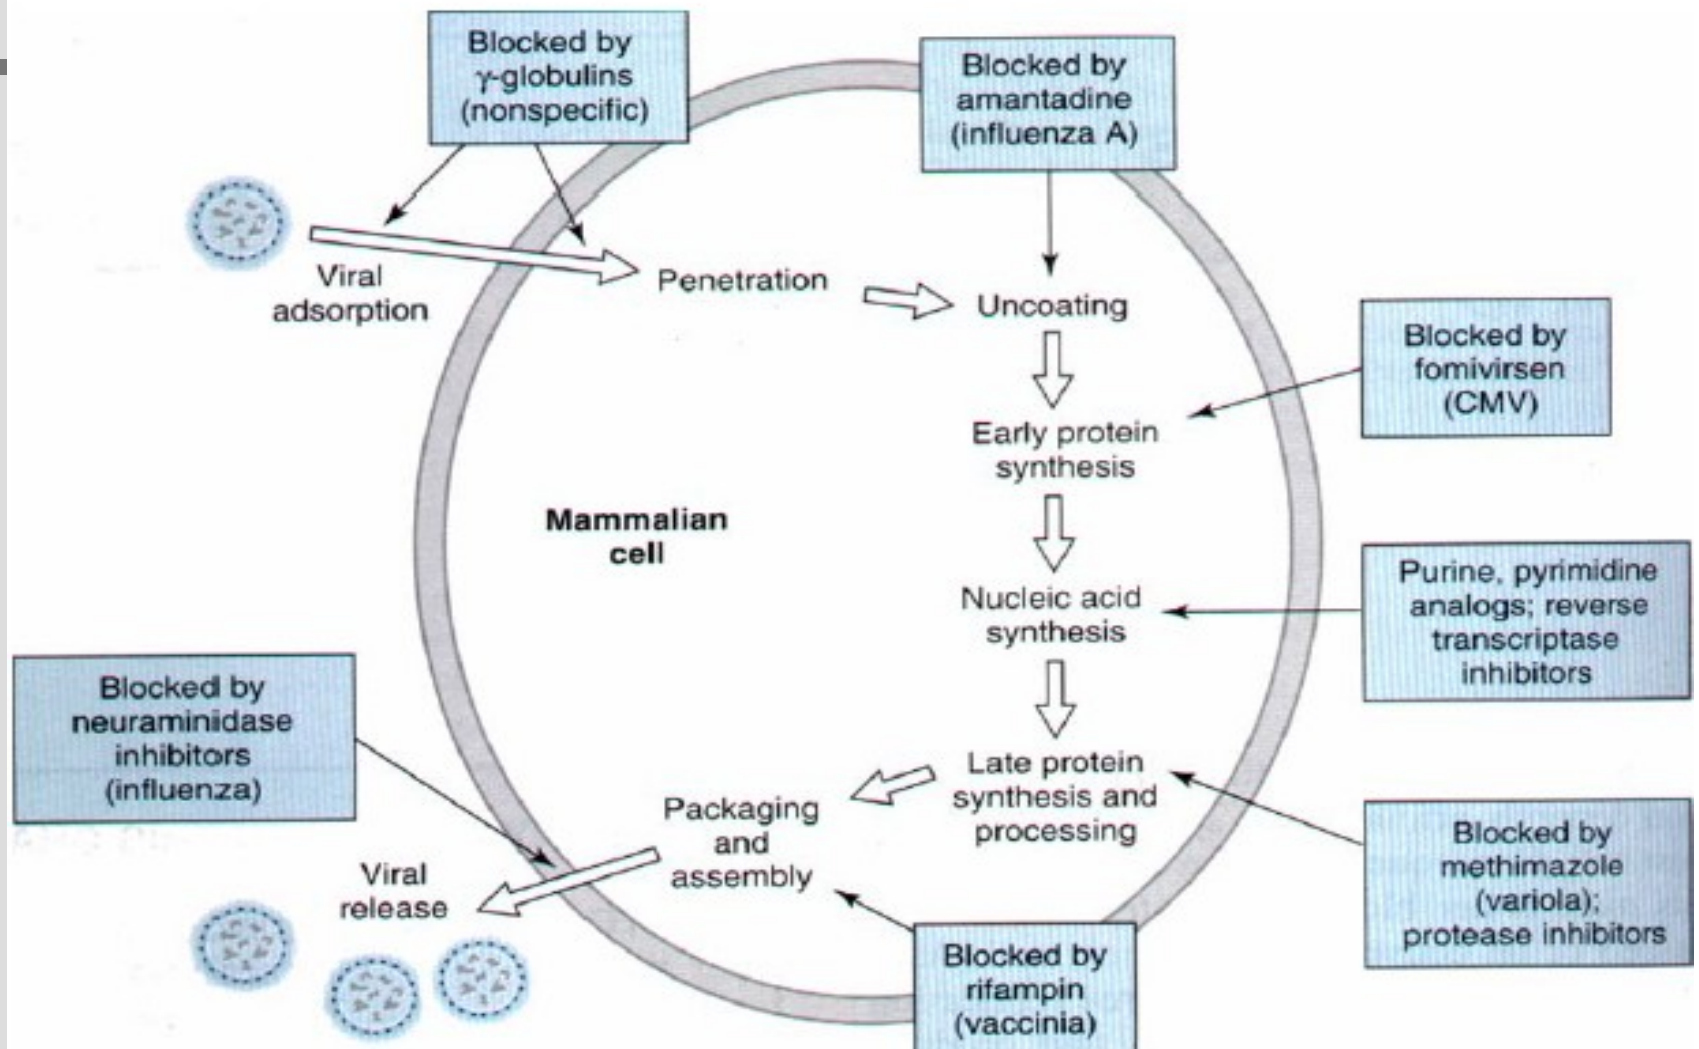 Blocked by
γ-globulins
(nonspecific)
Blocked by
amantadine
(influenza A)
Viral
adsorption
Penetration
Uncoating
Blocked by
fomivirsen
(CMV)
Early protein
synthesis
Mammalian
cell
Nucleic acid
synthesis
Purine, pyrimidine
analogs; reverse
transcriptase
inhibitors
Blocked by
neuraminidase
inhibitors
(influenza)
Late protein
synthesis and
processing
Packaging
and
assembly
Blocked by
methimazole
(variola);
protease inhibitors
Viral
release
Blocked by
rifampin
(vaccinia)